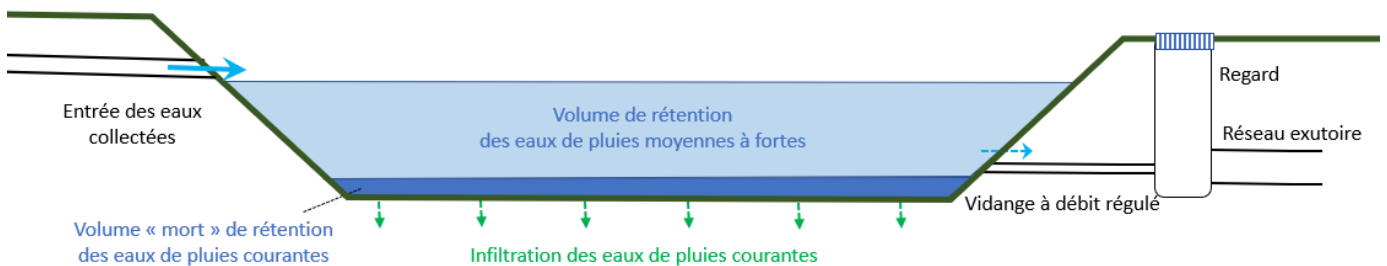 Entrée des eaux
collectées
Volume de rétention
des eaux de pluies moyennes à fortes
Regard
Réseau exutoire
Vidange à débit régulé
Volume « mort » de rétention
des eaux de pluies courantes
Infiltration des eaux de pluies courantes